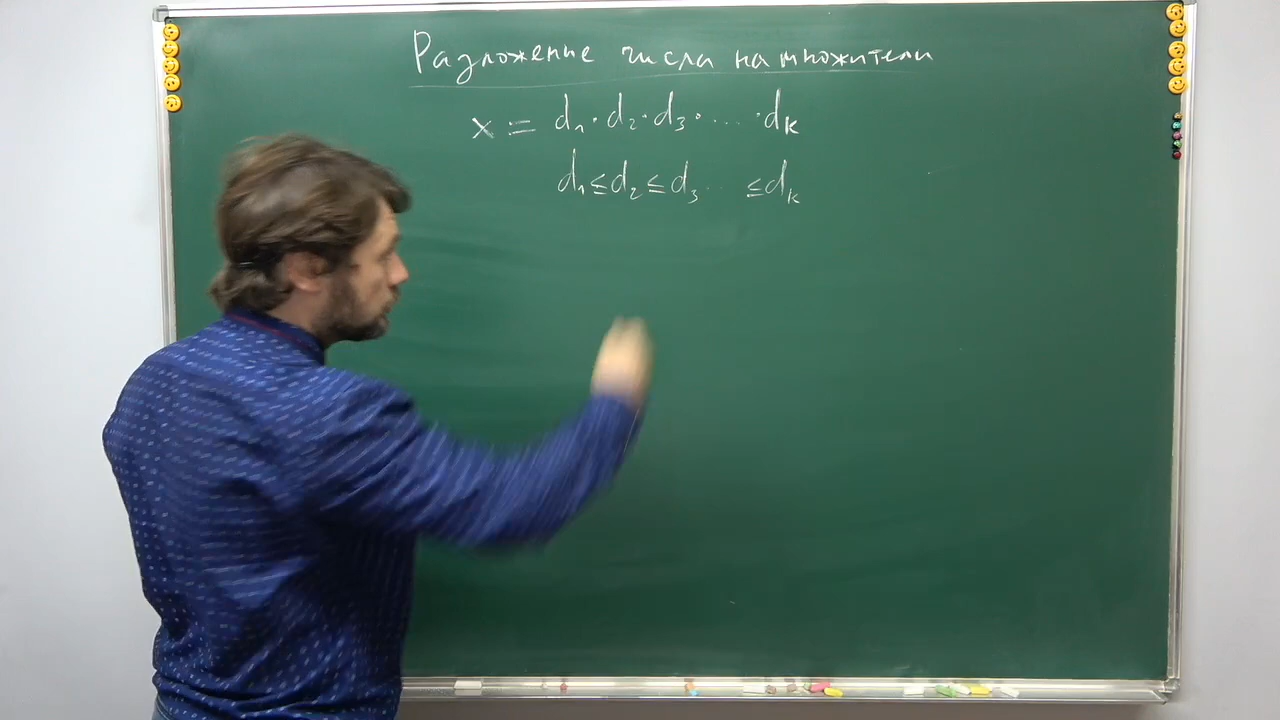 Разложение числа на множители
x := d₁·d₂·d₃·....·dₖ
d₁≤d₂≤d₃.. ≤dₖ